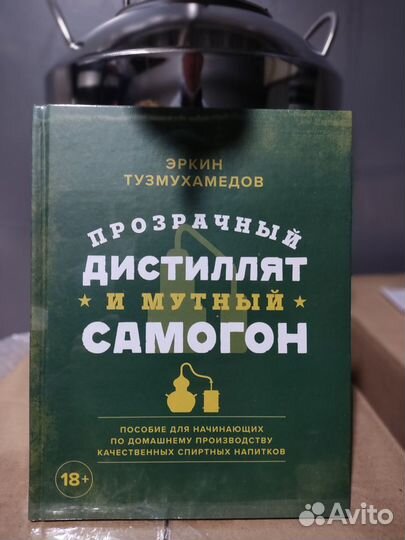 ЭРКИН
ТУЗМУХАМЕДОВ
ПРОЗРАЧНЫЙ
ДИСТИЛЛЯТ
И МУТНЫЙ
САМОГОН
ПОСОБИЕ ДЛЯ НАЧИНАЮЩИХ
ПО ДОМАШНЕМУ ПРОИЗВОДСТВУ
КАЧЕСТВЕННЫХ СПИРТНЫХ НАПИТКОВ
18+
Avito